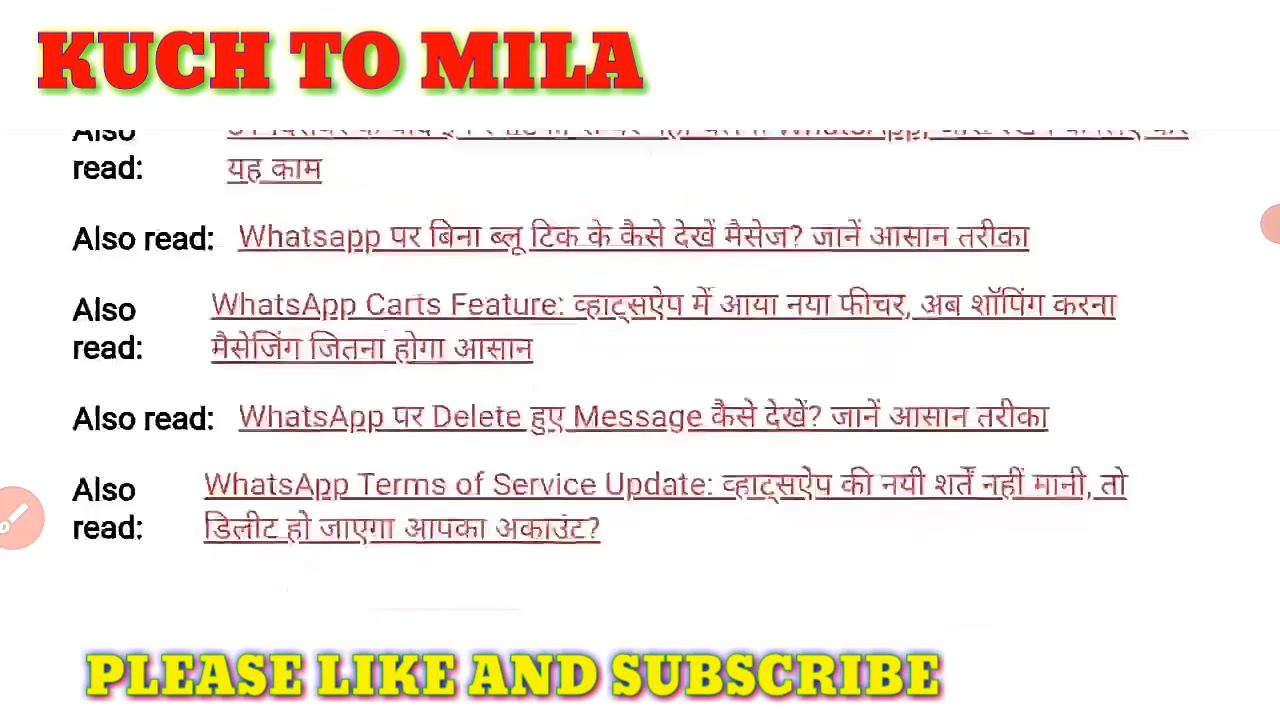 KUCH TO MILA
Also
read:
यह काम
Also read: Whatsapp पर बिना ब्लू टिक के कैसे देखें मैसेज? जानें आसान तरीका
Also WhatsApp Carts Feature: व्हाट्सऐप में आया नया फीचर, अब शॉपिंग करना
read: मैसेजिंग जितना होगा आसान
Also read: WhatsApp पर Delete हुए Message कैसे देखें? जानें आसान तरीका
Also WhatsApp Terms of Service Update: व्हाट्सऐप की नयी शर्तें नहीं मानी, तो
read: डिलीट हो जाएगा आपका अकाउंट?
PLEASE LIKE AND SUBSCRIBE